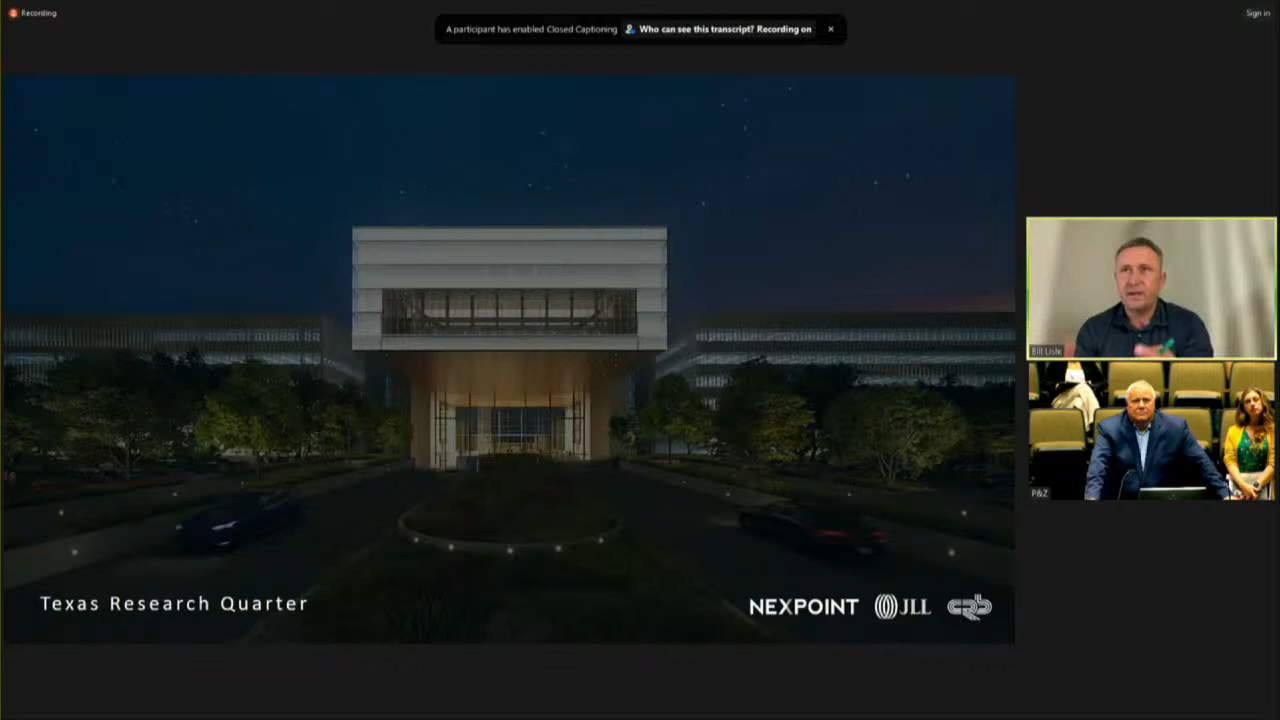 Recording
Sign in
A participant has enabled Closed Captioning Who can see this transcript? Recording on ×
Bill Lisle
P&Z
Texas Research Quarter
NEXPOINT JLL crb